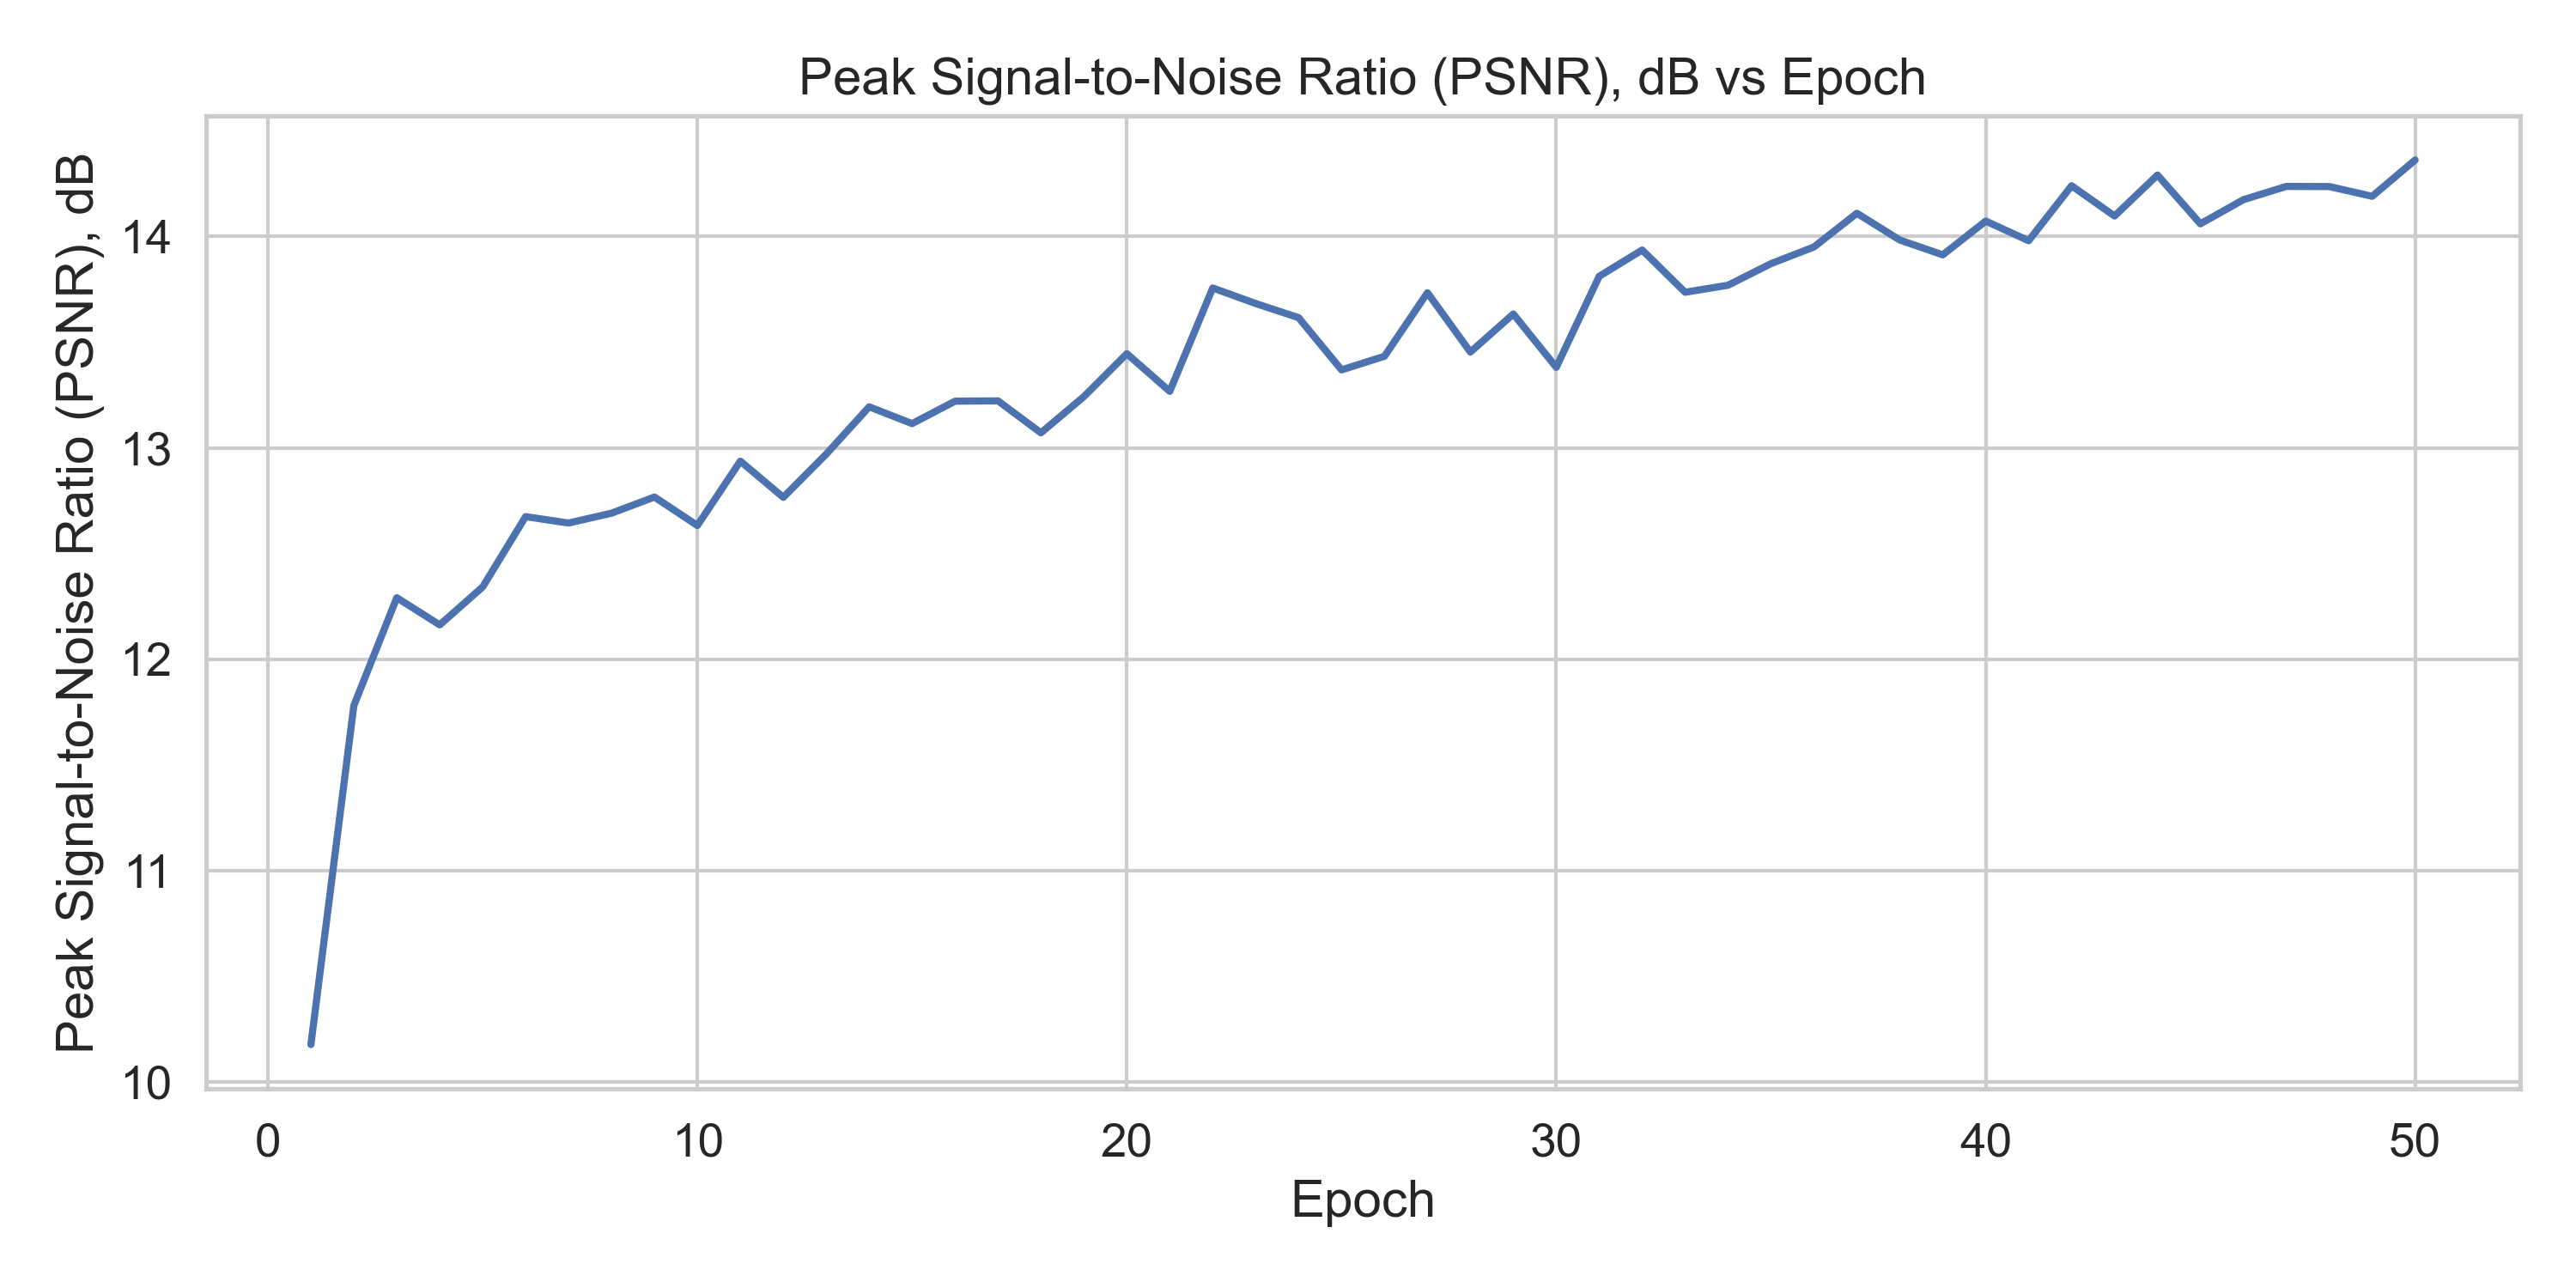 Peak Signal-to-Noise Ratio (PSNR), dB vs Epoch
Peak Signal-to-Noise Ratio (PSNR), dB
14
13
12
11
10
0 10 20 30 40 50
Epoch